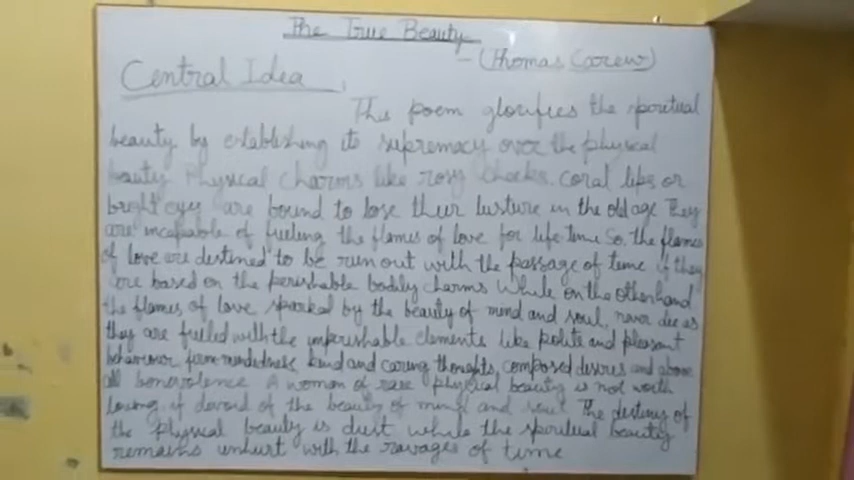 The True Beauty
- (Thomas Carew)
Central Idea
This poem glorifies the spiritual
beauty by establishing its supremacy over the physical
beauty Physical charms like rosy cheeks, coral lips or
bright eyes are bound to lose their lusture in the old age They
are incapable of fueling the flames of love for life time So the flames
of love are destined to be run out with the passage of time if they
are based on the perishable bodily charms While on the other hand
the flames of love sparked by the beauty of mind and soul, never die as
they are fuelled with the imperishable elements like polite and pleasant
behaviour firm mindedness, kind and caring thoughts, composed desires and above
all benovolence A woman of rare physical beauty is not worth
loving if devoid of the beauty of mind and soul The destiny of
the physical beauty is dust while the spiritual beauty
remains unhurt with the ravages of time